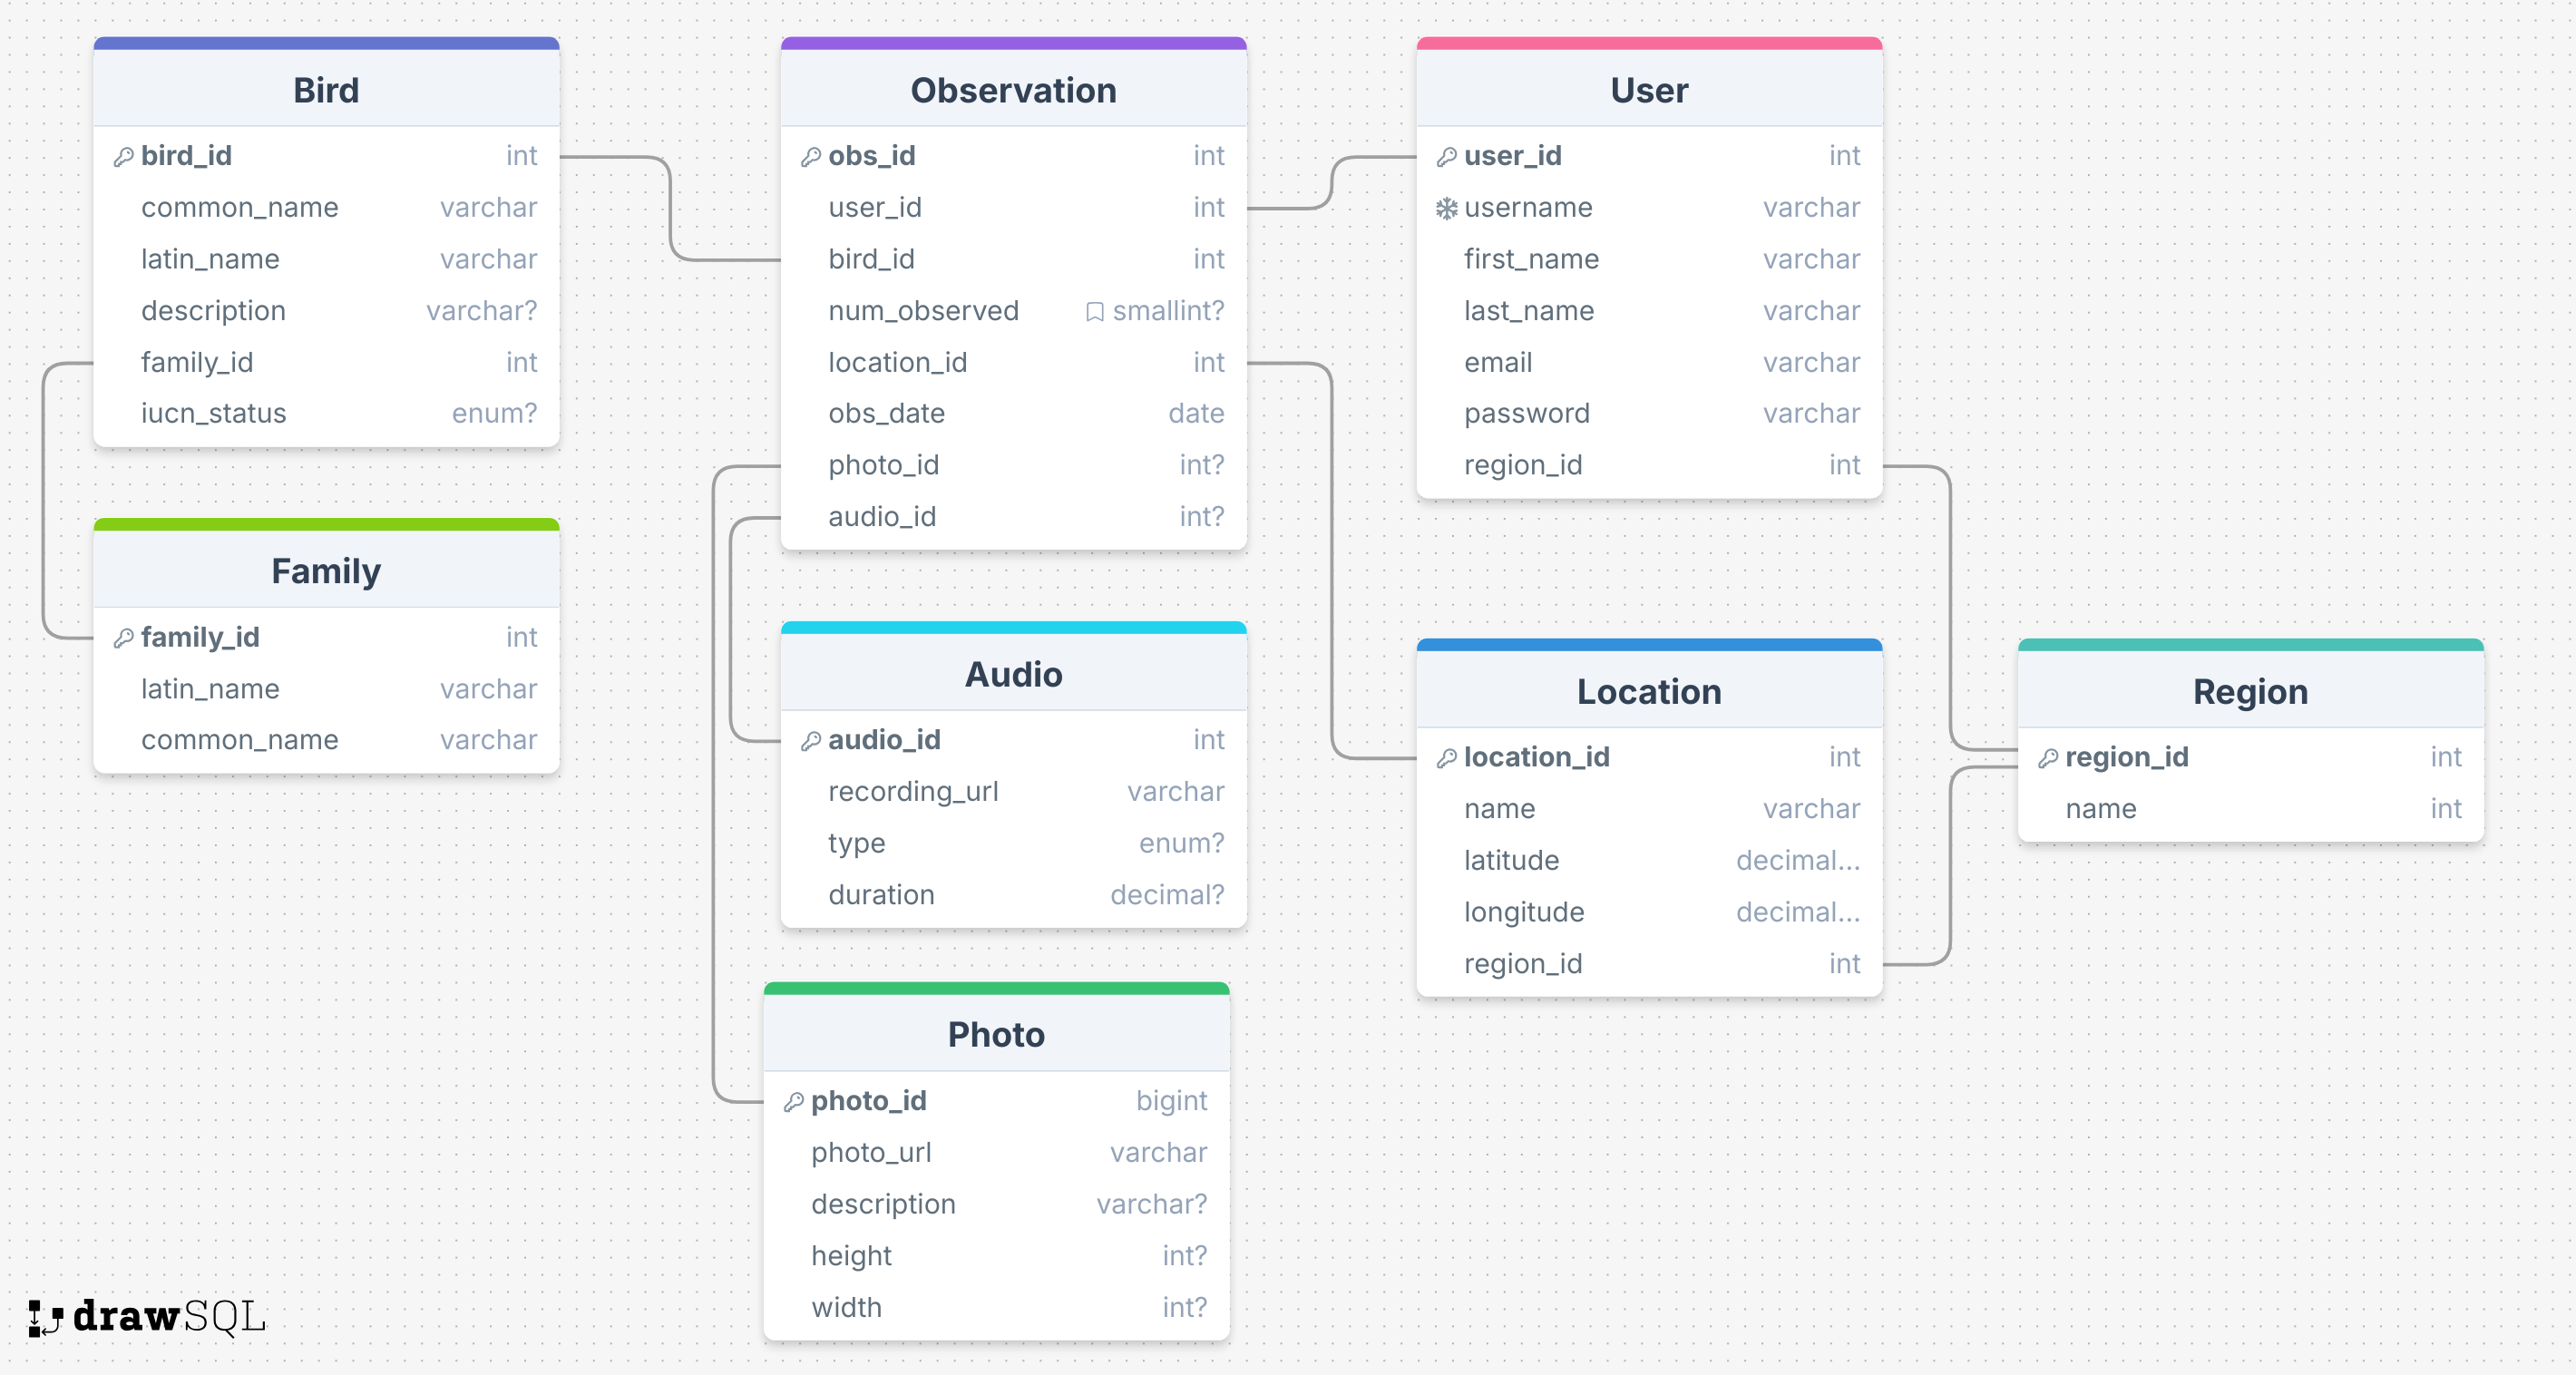 Bird
bird_id int
common_name varchar
latin_name varchar
description varchar?
family_id int
iucn_status enum?
Family
family_id int
latin_name varchar
common_name varchar
Observation
obs_id int
user_id int
bird_id int
num_observed smallint?
location_id int
obs_date date
photo_id int?
audio_id int?
Audio
audio_id int
recording_url varchar
type enum?
duration decimal?
Photo
photo_id bigint
photo_url varchar
description varchar?
height int?
width int?
User
user_id int
username varchar
first_name varchar
last_name varchar
email varchar
password varchar
region_id int
Location
location_id int
name varchar
latitude decimal...
longitude decimal...
region_id int
Region
region_id int
name int
drawSQL